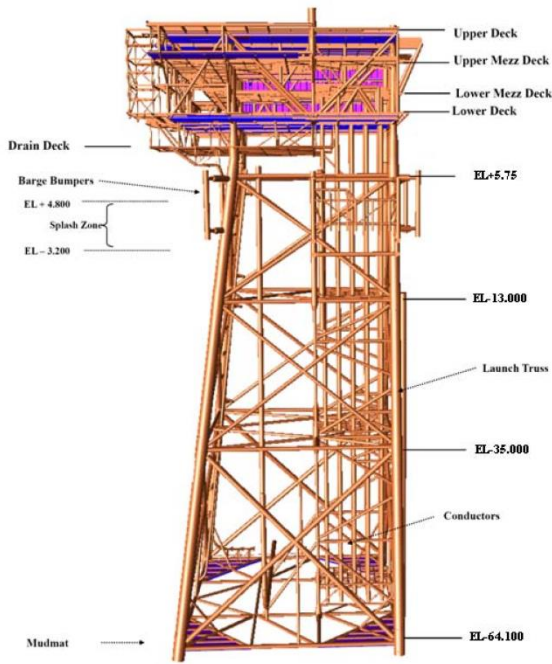 Upper Deck
Upper Mezz Deck
Lower Mezz Deck
Lower Deck
Drain Deck
Barge Bumpers
EL+5.75
EL + 4.800
Splash Zone
EL – 3.200
EL-13.000
Launch Truss
EL-35.000
Conductors
EL-64.100
Mudmat